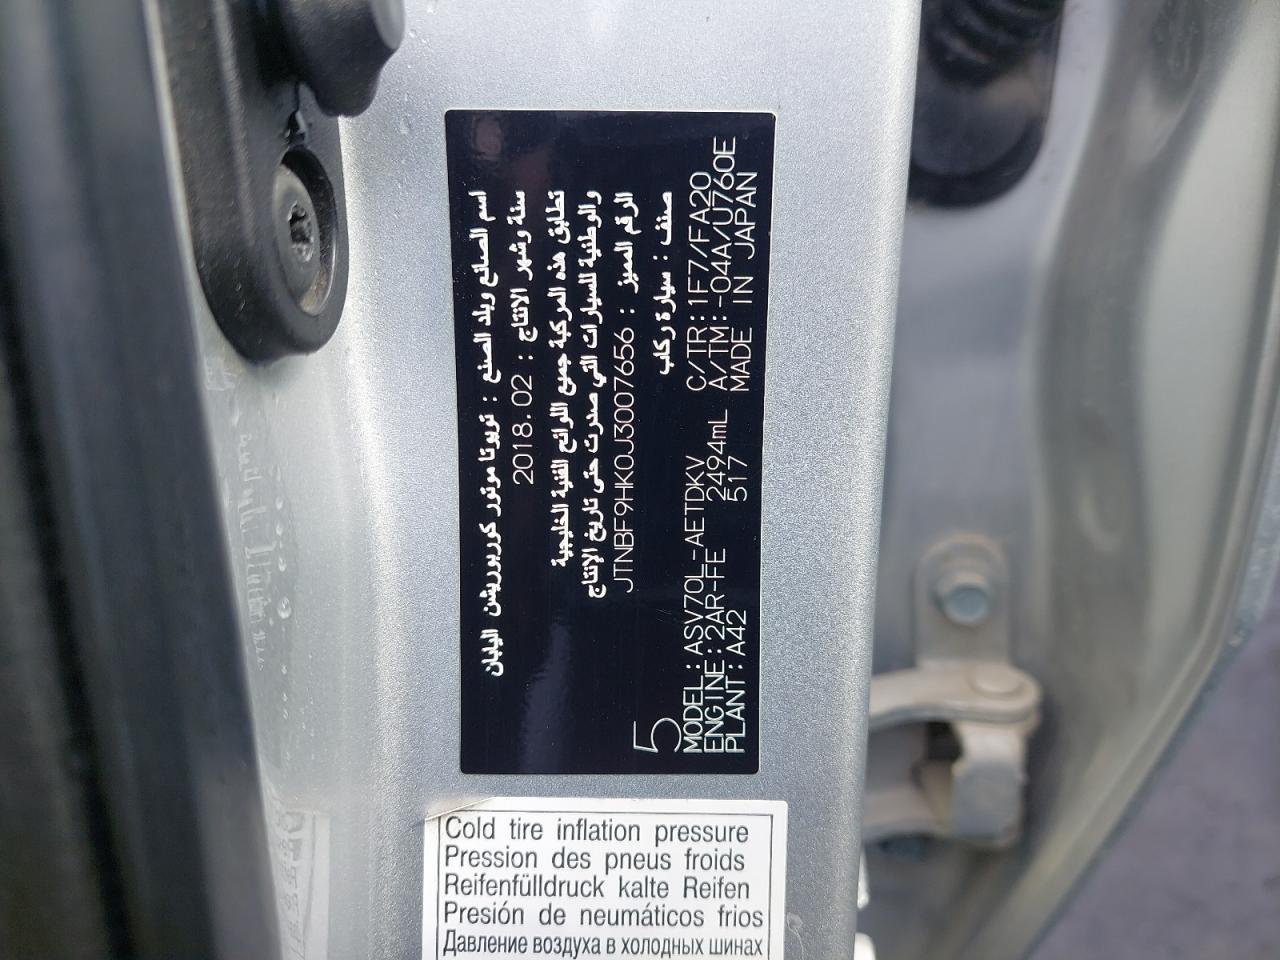 اسم الصانع وبلد الصنع : تويوتا موتور كوربوريشن اليابان
سنة وشهر الانتاج : 2018.02
تطابق هذه المركبة جميع اللوائح الفنية الخليجية
والوطنية للسيارات التي صدرت حتى تاريخ الإنتاج
الرقم المميز : JTNBF9HK0J3007656
صنف : سيارة ركاب
5
MODEL:ASV70L-AETDKV C/TR:1F7/FA20
ENGINE:2AR-FE 2494mL A/TM:-04A/U760E
PLANT:A42 517 MADE IN JAPAN
Cold tire inflation pressure
Pression des pneus froids
Reifenfülldruck kalte Reifen
Presión de neumáticos frios
Давление воздуха в холодных шинах